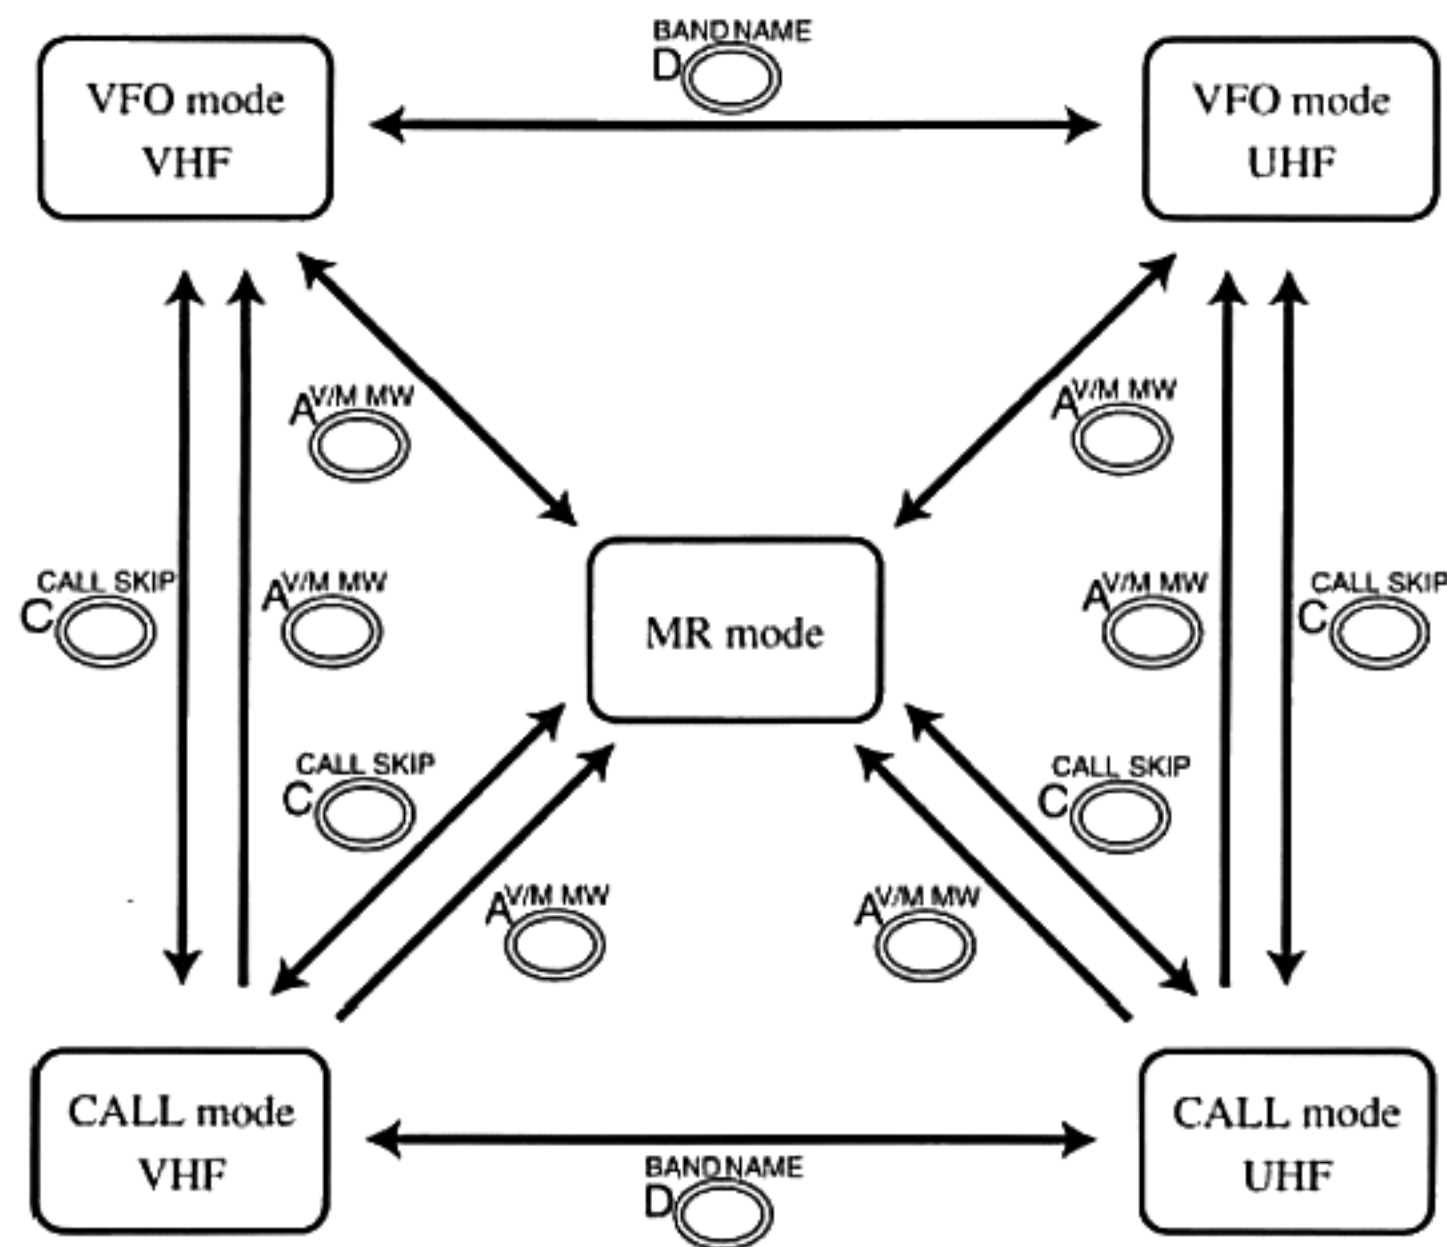 BAND NAME
D
VFO mode
VHF
VFO mode
UHF
V/M MW
A
V/M MW
A
CALL SKIP
C
V/M MW
A
MR mode
V/M MW
A
CALL SKIP
C
CALL SKIP
C
CALL SKIP
C
V/M MW
A
V/M MW
A
CALL mode
VHF
CALL mode
UHF
BAND NAME
D